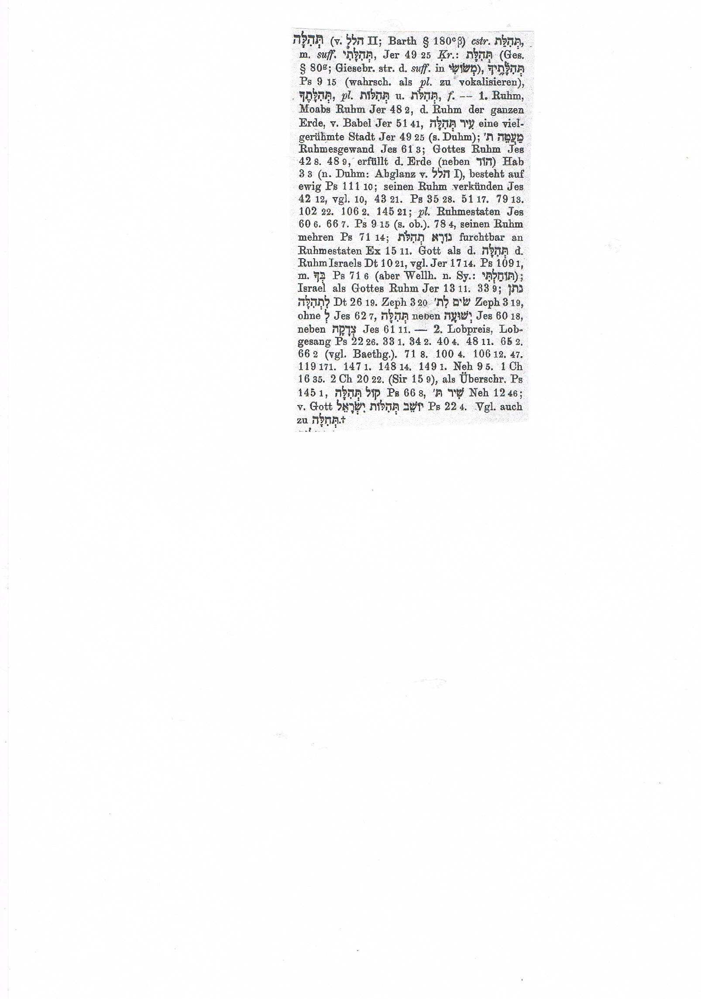 תְּהִלָּה (v. הלל II; Barth § 180ᶜβ) cstr. תְּהִלַּת,
m. suff. תְּהִלָּתִי, Jer 49 25 Ḳr.: תְּהִלָּת (Ges.
§ 80ᵍ; Giesebr. str. d. suff. in מְשׂוֹשִׂי), תְּהִלָּתֶיךָ
Ps 9 15 (wahrsch. als pl. zu vokalisieren),
תְּהִלָּתֶךָ, pl. תְּהִלּוֹת u. תְּהִלֹּת, f. — 1. Ruhm,
Moabs Ruhm Jer 48 2, d. Ruhm der ganzen
Erde, v. Babel Jer 51 41, עִיר תְּהִלָּה eine viel-
gerühmte Stadt Jer 49 25 (s. Duhm); מַעֲטֵה ת׳
Ruhmesgewand Jes 61 3; Gottes Ruhm Jes
42 8. 48 9, erfüllt d. Erde (neben הוֹד) Hab
3 3 (n. Duhm: Abglanz v. הלל I), besteht auf
ewig Ps 111 10; seinen Ruhm verkünden Jes
42 12, vgl. 10, 43 21. Ps 35 28. 51 17. 79 13.
102 22. 106 2. 145 21; pl. Ruhmestaten Jes
60 6. 66 7. Ps 9 15 (s. ob.). 78 4, seinen Ruhm
mehren Ps 71 14; נוֹרָא תְהִלֹּת furchtbar an
Ruhmestaten Ex 15 11. Gott als d. תְּהִלָּה d.
Ruhm Israels Dt 10 21, vgl. Jer 17 14. Ps 109 1,
m. בְּךָ Ps 71 6 (aber Wellh. n. Sy.: תּוֹחַלְתִּי);
Israel als Gottes Ruhm Jer 13 11. 33 9; נתן
לִתְהִלָּה Dt 26 19. Zeph 3 20 שׂים לִת׳ Zeph 3 19,
ohne לְ Jes 62 7, תְּהִלָּה neben יְשׁוּעָה Jes 60 18,
neben צְדָקָה Jes 61 11. — 2. Lobpreis, Lob-
gesang Ps 22 26. 33 1. 34 2. 40 4. 48 11. 65 2.
66 2 (vgl. Baethg.). 71 8. 100 4. 106 12. 47.
119 171. 147 1. 148 14. 149 1. Neh 9 5. 1 Ch
16 35. 2 Ch 20 22. (Sir 15 9), als Überschr. Ps
145 1, קוֹל תְּהִלָּה Ps 66 8, שִׁיר תּ׳ Neh 12 46;
v. Gott יוֹשֵׁב תְּהִלּוֹת יִשְׂרָאֵל Ps 22 4. Vgl. auch
zu תְּחִלָּה.†